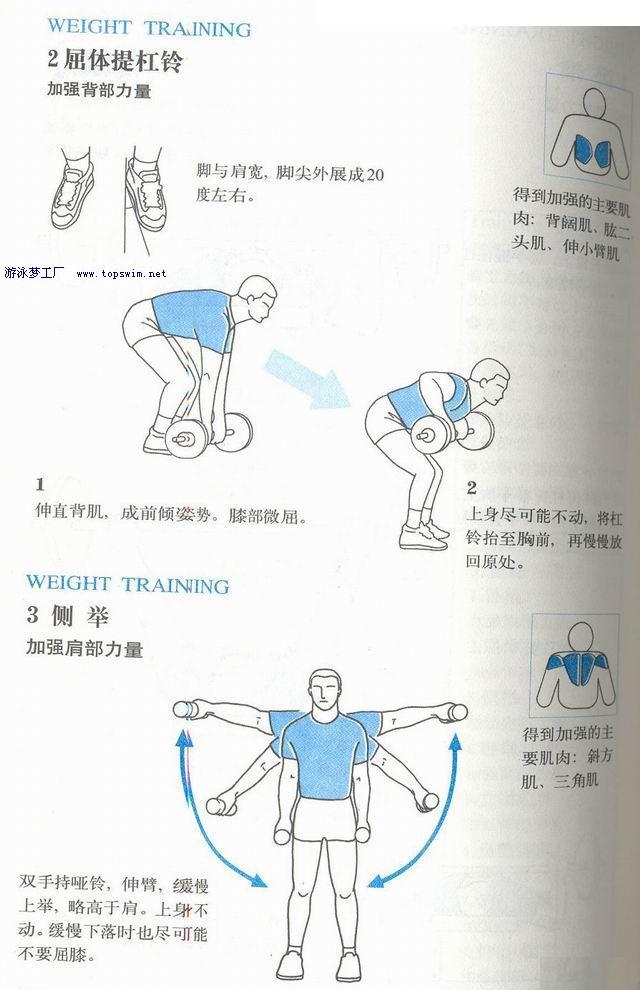 WEIGHT TRAINING
2屈体提杠铃
加强背部力量
脚与肩宽，脚尖外展成20
度左右。
得到加强的主要肌
肉：背阔肌、肱二
头肌、伸小臂肌
游泳梦工厂 www.topswim.net
1
伸直背肌，成前倾姿势。膝部微屈。
2
上身尽可能不动，将杠
铃抬至胸前，再慢慢放
回原处。
WEIGHT TRAINING
3 侧 举
加强肩部力量
得到加强的主
要肌肉：斜方
肌、三角肌
双手持哑铃，伸臂，缓慢
上举，略高于肩。上身不
动。缓慢下落时也尽可能
不要屈膝。